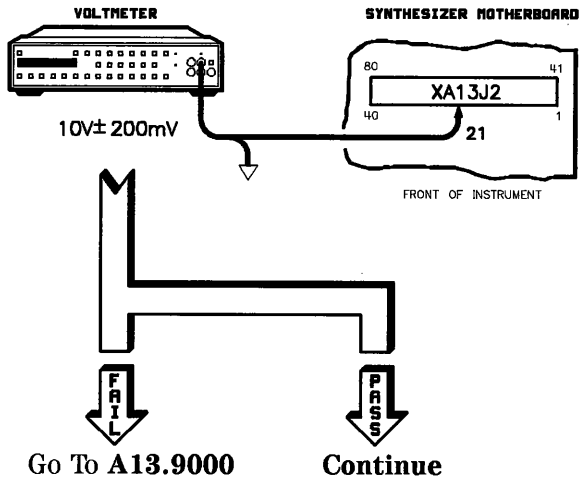 VOLTMETER
SYNTHESIZER MOTHERBOARD
80
41
XA13J2
40
1
21
10V± 200mV
FRONT OF INSTRUMENT
FAIL
PASS
Go To A13.9000
Continue